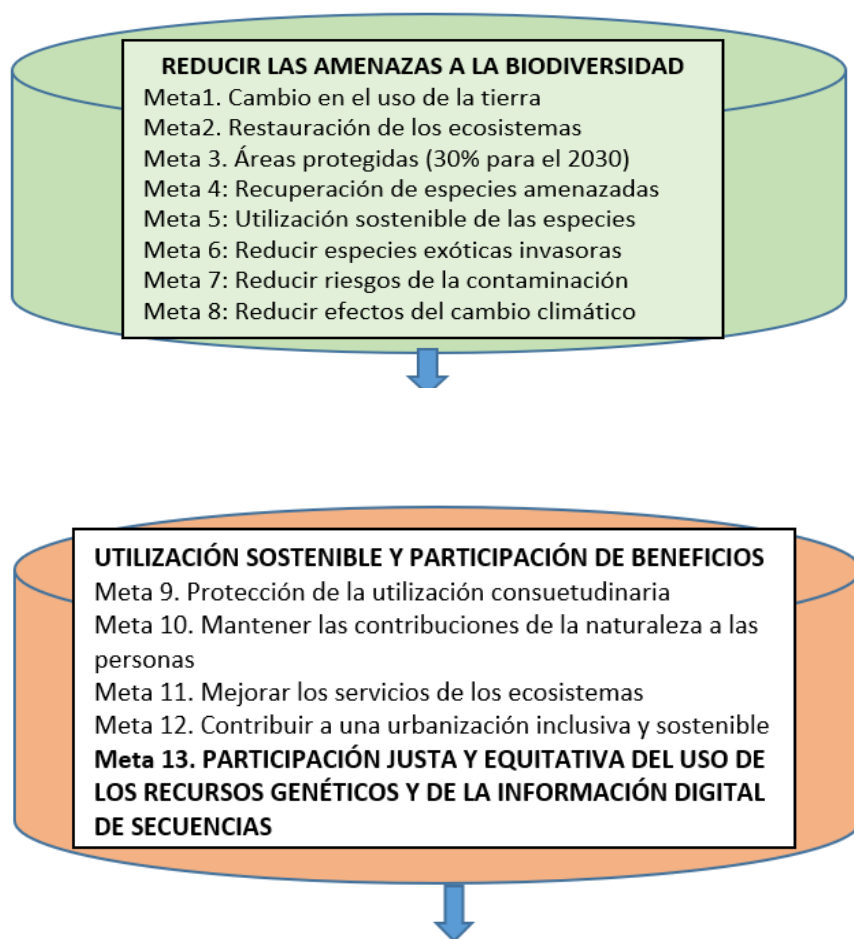 REDUCIR LAS AMENAZAS A LA BIODIVERSIDAD
Meta1. Cambio en el uso de la tierra
Meta2. Restauración de los ecosistemas
Meta 3. Áreas protegidas (30% para el 2030)
Meta 4: Recuperación de especies amenazadas
Meta 5: Utilización sostenible de las especies
Meta 6: Reducir especies exóticas invasoras
Meta 7: Reducir riesgos de la contaminación
Meta 8: Reducir efectos del cambio climático
UTILIZACIÓN SOSTENIBLE Y PARTICIPACIÓN DE BENEFICIOS
Meta 9. Protección de la utilización consuetudinaria
Meta 10. Mantener las contribuciones de la naturaleza a las
personas
Meta 11. Mejorar los servicios de los ecosistemas
Meta 12. Contribuir a una urbanización inclusiva y sostenible
Meta 13. PARTICIPACIÓN JUSTA Y EQUITATIVA DEL USO DE
LOS RECURSOS GENÉTICOS Y DE LA INFORMACIÓN DIGITAL
DE SECUENCIAS